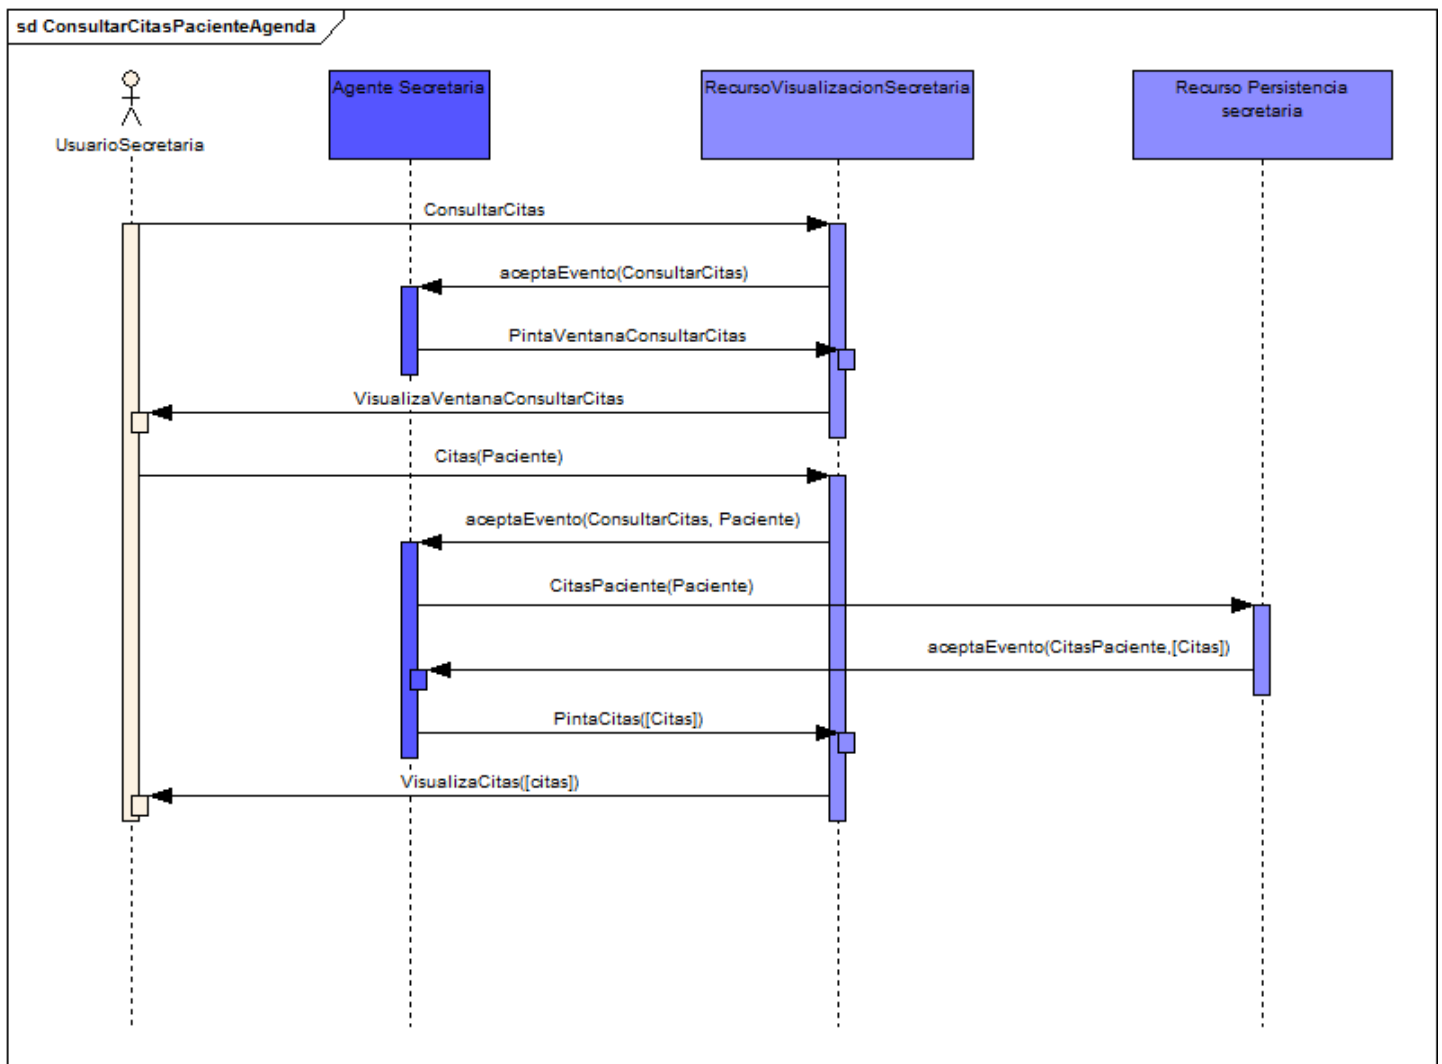 sd ConsultarCitasPacienteAgenda
UsuarioSecretaria
Agente Secretaria
RecursoVisualizacionSecretaria
Recurso Persistencia
secretaria
ConsultarCitas
aceptaEvento(ConsultarCitas)
PintaVentanaConsultarCitas
VisualizaVentanaConsultarCitas
Citas(Paciente)
aceptaEvento(ConsultarCitas, Paciente)
CitasPaciente(Paciente)
aceptaEvento(CitasPaciente,[Citas])
PintaCitas([Citas])
VisualizaCitas([citas])